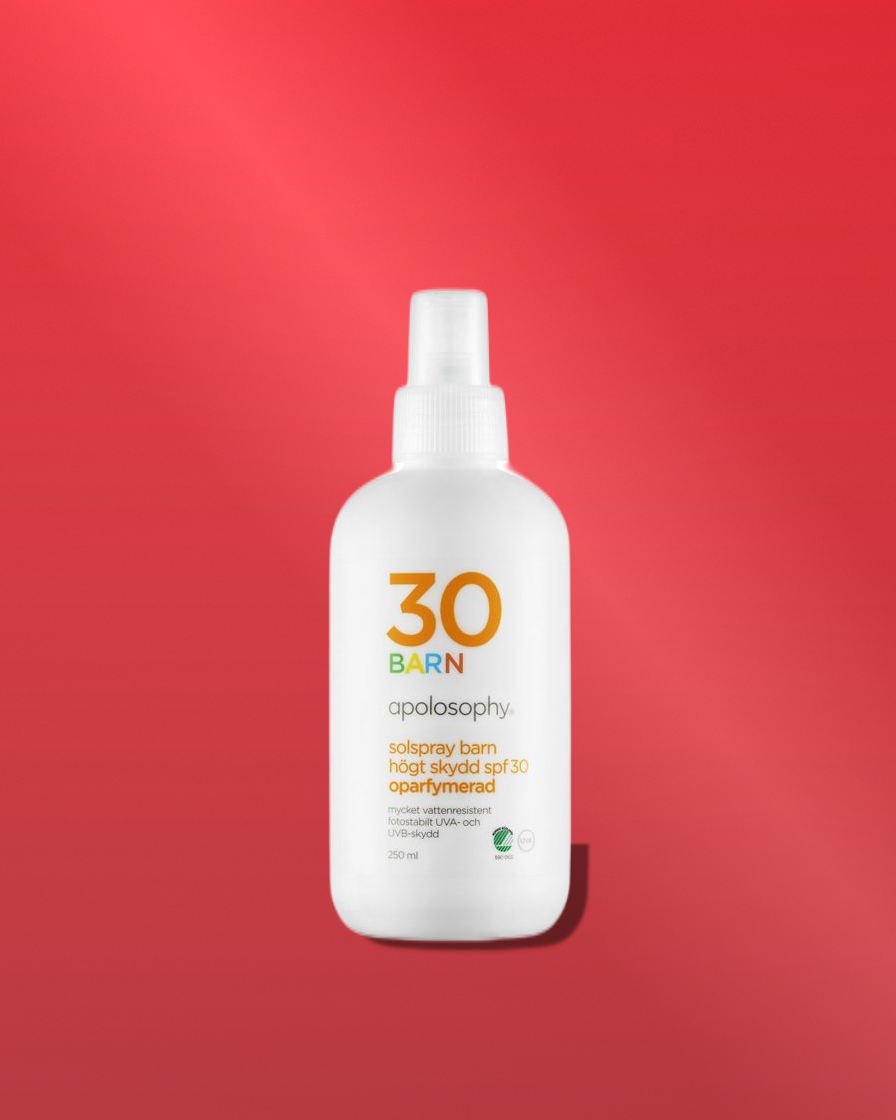 30
BARN
apolosophy
solspray barn
högt skydd spf 30
oparfymerad
mycket vattenresistent
fotostabilt UVA- och
UVB-skydd
UVA
250 ml